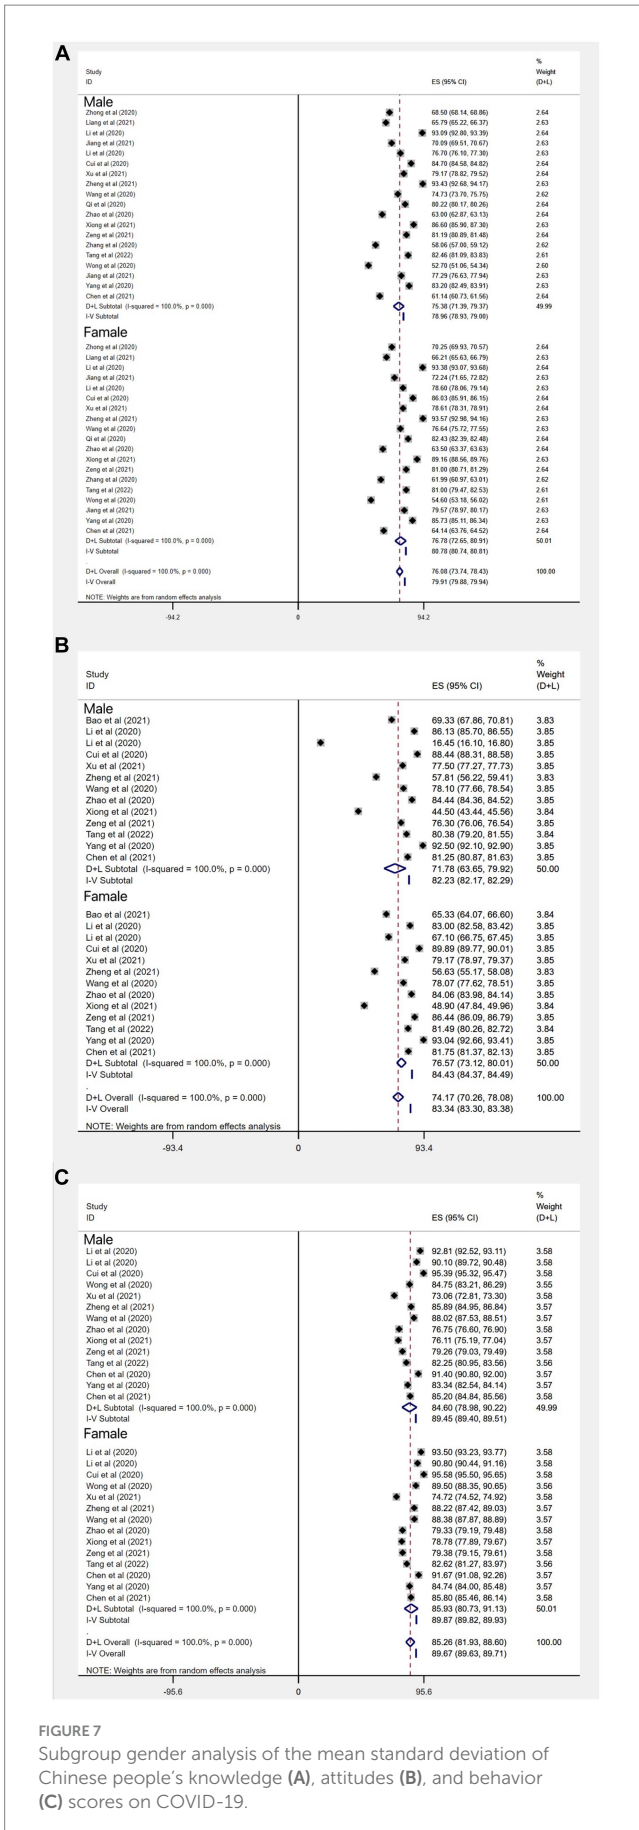 A
%
Study Weight
ID ES (95% CI) (D+L)
Male
Zhong et al (2020) 68.50 (68.14, 68.86) 2.64
Liang et al (2021) 65.79 (65.22, 66.37) 2.63
Li et al (2020) 93.09 (92.80, 93.39) 2.64
Jiang et al (2021) 70.09 (69.51, 70.67) 2.63
Li et al (2020) 76.70 (76.10, 77.30) 2.63
Cui et al (2020) 84.70 (84.58, 84.82) 2.64
Xu et al (2021) 79.17 (78.82, 79.52) 2.64
Zheng et al (2021) 93.43 (92.68, 94.17) 2.63
Wang et al (2020) 74.73 (73.70, 75.75) 2.62
Qi et al (2020) 80.22 (80.17, 80.26) 2.64
Zhao et al (2020) 63.00 (62.87, 63.13) 2.64
Xiong et al (2021) 86.60 (85.90, 87.30) 2.63
Zeng et al (2021) 81.19 (80.89, 81.48) 2.64
Zhang et al (2020) 58.06 (57.00, 59.12) 2.62
Tang et al (2022) 82.46 (81.09, 83.83) 2.61
Wong et al (2020) 52.70 (51.06, 54.34) 2.60
Jiang et al (2021) 77.29 (76.63, 77.94) 2.63
Yang et al (2020) 83.20 (82.49, 83.91) 2.63
Chen et al (2021) 61.14 (60.73, 61.56) 2.64
D+L Subtotal (I-squared = 100.0%, p = 0.000) 75.38 (71.39, 79.37) 49.99
I-V Subtotal 78.96 (78.93, 79.00)
Famale
Zhong et al (2020) 70.25 (69.93, 70.57) 2.64
Liang et al (2021) 66.21 (65.63, 66.79) 2.63
Li et al (2020) 93.38 (93.07, 93.68) 2.64
Jiang et al (2021) 72.24 (71.65, 72.82) 2.63
Li et al (2020) 78.60 (78.06, 79.14) 2.63
Cui et al (2020) 86.03 (85.91, 86.15) 2.64
Xu et al (2021) 78.61 (78.31, 78.91) 2.64
Zheng et al (2021) 93.57 (92.98, 94.16) 2.63
Wang et al (2020) 76.64 (75.72, 77.55) 2.63
Qi et al (2020) 82.43 (82.39, 82.48) 2.64
Zhao et al (2020) 63.50 (63.37, 63.63) 2.64
Xiong et al (2021) 89.16 (88.56, 89.76) 2.63
Zeng et al (2021) 81.00 (80.71, 81.29) 2.64
Zhang et al (2020) 61.99 (60.97, 63.01) 2.62
Tang et al (2022) 81.00 (79.47, 82.53) 2.61
Wong et al (2020) 54.60 (53.18, 56.02) 2.61
Jiang et al (2021) 79.57 (78.97, 80.17) 2.63
Yang et al (2020) 85.73 (85.11, 86.34) 2.63
Chen et al (2021) 64.14 (63.76, 64.52) 2.64
D+L Subtotal (I-squared = 100.0%, p = 0.000) 76.78 (72.65, 80.91) 50.01
I-V Subtotal 80.78 (80.74, 80.81)
.
D+L Overall (I-squared = 100.0%, p = 0.000) 76.08 (73.74, 78.43) 100.00
I-V Overall 79.91 (79.88, 79.94)
NOTE: Weights are from random effects analysis
-94.2 0 94.2
B
%
Study Weight
ID ES (95% CI) (D+L)
Male
Bao et al (2021) 69.33 (67.86, 70.81) 3.83
Li et al (2020) 86.13 (85.70, 86.55) 3.85
Li et al (2020) 16.45 (16.10, 16.80) 3.85
Cui et al (2020) 88.44 (88.31, 88.58) 3.85
Xu et al (2021) 77.50 (77.27, 77.73) 3.85
Zheng et al (2021) 57.81 (56.22, 59.41) 3.83
Wang et al (2020) 78.10 (77.66, 78.54) 3.85
Zhao et al (2020) 84.44 (84.36, 84.52) 3.85
Xiong et al (2021) 44.50 (43.44, 45.56) 3.84
Zeng et al (2021) 76.30 (76.06, 76.54) 3.85
Tang et al (2022) 80.38 (79.20, 81.55) 3.84
Yang et al (2020) 92.50 (92.10, 92.90) 3.85
Chen et al (2021) 81.25 (80.87, 81.63) 3.85
D+L Subtotal (I-squared = 100.0%, p = 0.000) 71.78 (63.65, 79.92) 50.00
I-V Subtotal 82.23 (82.17, 82.29)
Famale
Bao et al (2021) 65.33 (64.07, 66.60) 3.84
Li et al (2020) 83.00 (82.58, 83.42) 3.85
Li et al (2020) 67.10 (66.75, 67.45) 3.85
Cui et al (2020) 89.89 (89.77, 90.01) 3.85
Xu et al (2021) 79.17 (78.97, 79.37) 3.85
Zheng et al (2021) 56.63 (55.17, 58.08) 3.83
Wang et al (2020) 78.07 (77.62, 78.51) 3.85
Zhao et al (2020) 84.06 (83.98, 84.14) 3.85
Xiong et al (2021) 48.90 (47.84, 49.96) 3.84
Zeng et al (2021) 86.44 (86.09, 86.79) 3.85
Tang et al (2022) 81.49 (80.26, 82.72) 3.84
Yang et al (2020) 93.04 (92.66, 93.41) 3.85
Chen et al (2021) 81.75 (81.37, 82.13) 3.85
D+L Subtotal (I-squared = 100.0%, p = 0.000) 76.57 (73.12, 80.01) 50.00
I-V Subtotal 84.43 (84.37, 84.49)
.
D+L Overall (I-squared = 100.0%, p = 0.000) 74.17 (70.26, 78.08) 100.00
I-V Overall 83.34 (83.30, 83.38)
NOTE: Weights are from random effects analysis
-93.4 0 93.4
C
%
Study Weight
ID ES (95% CI) (D+L)
Male
Li et al (2020) 92.81 (92.52, 93.11) 3.58
Li et al (2020) 90.10 (89.72, 90.48) 3.58
Cui et al (2020) 95.39 (95.32, 95.47) 3.58
Wong et al (2020) 84.75 (83.21, 86.29) 3.55
Xu et al (2021) 73.06 (72.81, 73.30) 3.58
Zheng et al (2021) 85.89 (84.95, 86.84) 3.57
Wang et al (2020) 88.02 (87.53, 88.51) 3.57
Zhao et al (2020) 76.75 (76.60, 76.90) 3.58
Xiong et al (2021) 76.11 (75.19, 77.04) 3.57
Zeng et al (2021) 79.26 (79.03, 79.49) 3.58
Tang et al (2022) 82.25 (80.95, 83.56) 3.56
Chen et al (2020) 91.40 (90.80, 92.00) 3.57
Yang et al (2020) 83.34 (82.54, 84.14) 3.57
Chen et al (2021) 85.20 (84.84, 85.56) 3.58
D+L Subtotal (I-squared = 100.0%, p = 0.000) 84.60 (78.98, 90.22) 49.99
I-V Subtotal 89.45 (89.40, 89.51)
Famale
Li et al (2020) 93.50 (93.23, 93.77) 3.58
Li et al (2020) 90.80 (90.44, 91.16) 3.58
Cui et al (2020) 95.58 (95.50, 95.65) 3.58
Wong et al (2020) 89.50 (88.35, 90.65) 3.56
Xu et al (2021) 74.72 (74.52, 74.92) 3.58
Zheng et al (2021) 88.22 (87.42, 89.03) 3.57
Wang et al (2020) 88.38 (87.87, 88.89) 3.57
Zhao et al (2020) 79.33 (79.19, 79.48) 3.58
Xiong et al (2021) 78.78 (77.89, 79.67) 3.57
Zeng et al (2021) 79.38 (79.15, 79.61) 3.58
Tang et al (2022) 82.62 (81.27, 83.97) 3.56
Chen et al (2020) 91.67 (91.08, 92.26) 3.57
Yang et al (2020) 84.74 (84.00, 85.48) 3.57
Chen et al (2021) 85.80 (85.46, 86.14) 3.58
D+L Subtotal (I-squared = 100.0%, p = 0.000) 85.93 (80.73, 91.13) 50.01
I-V Subtotal 89.87 (89.82, 89.93)
.
D+L Overall (I-squared = 100.0%, p = 0.000) 85.26 (81.93, 88.60) 100.00
I-V Overall 89.67 (89.63, 89.71)
NOTE: Weights are from random effects analysis
-95.6 0 95.6
FIGURE 7
Subgroup gender analysis of the mean standard deviation of
Chinese people's knowledge (A), attitudes (B), and behavior
(C) scores on COVID-19.